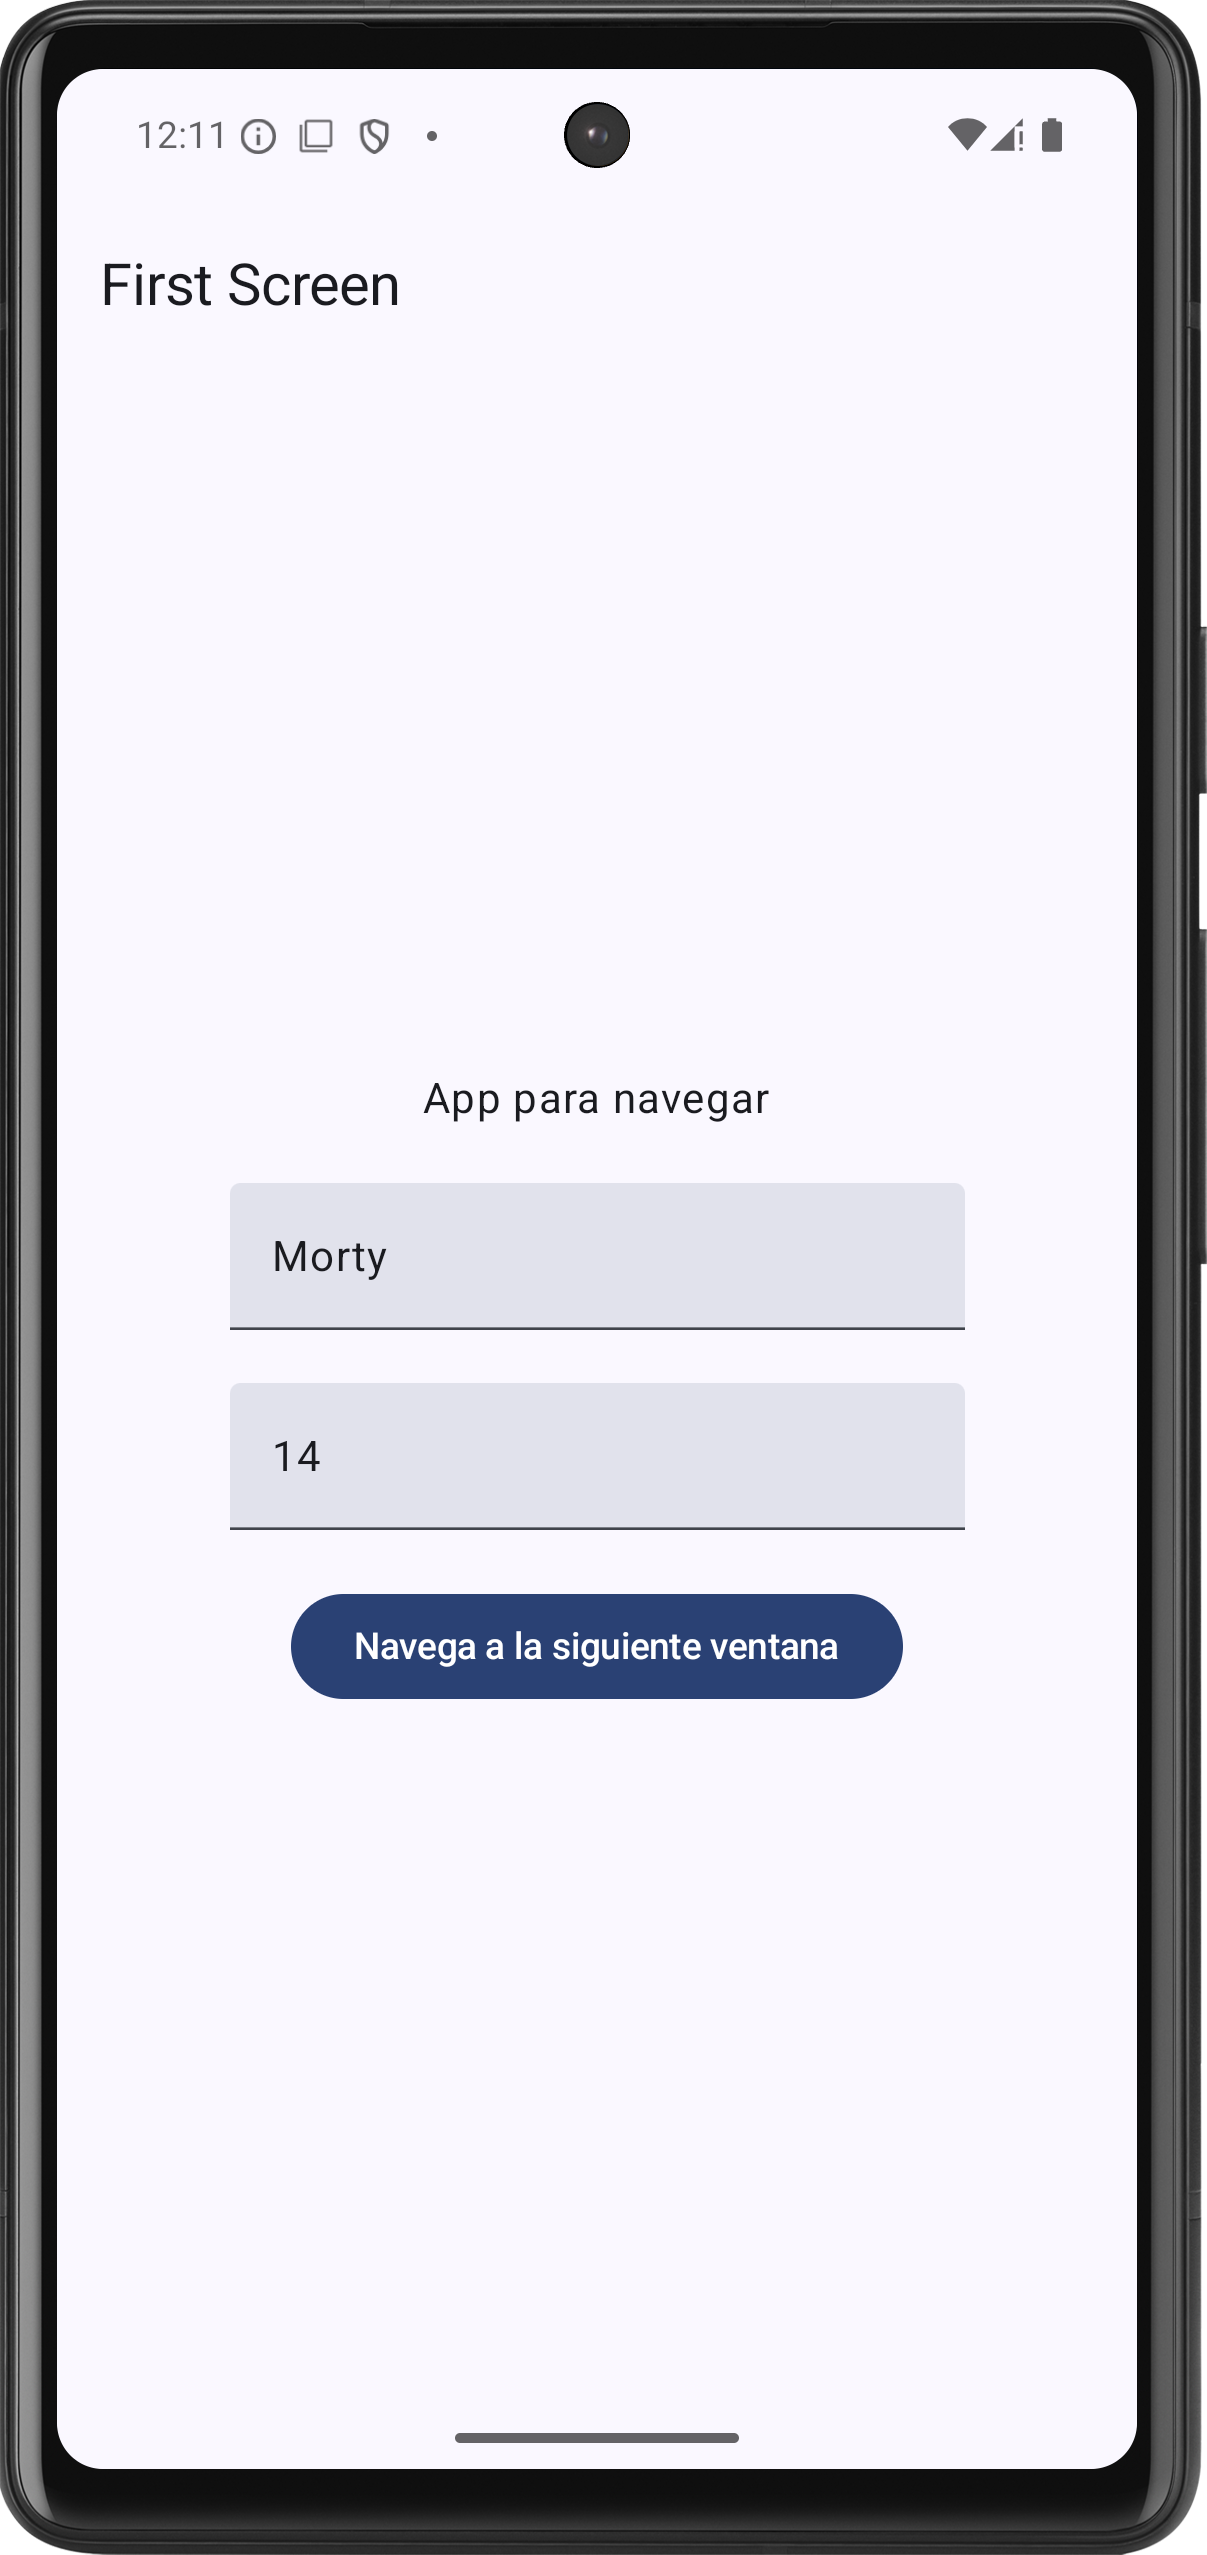 12:11
First Screen
App para navegar
Morty
14
Navega a la siguiente ventana